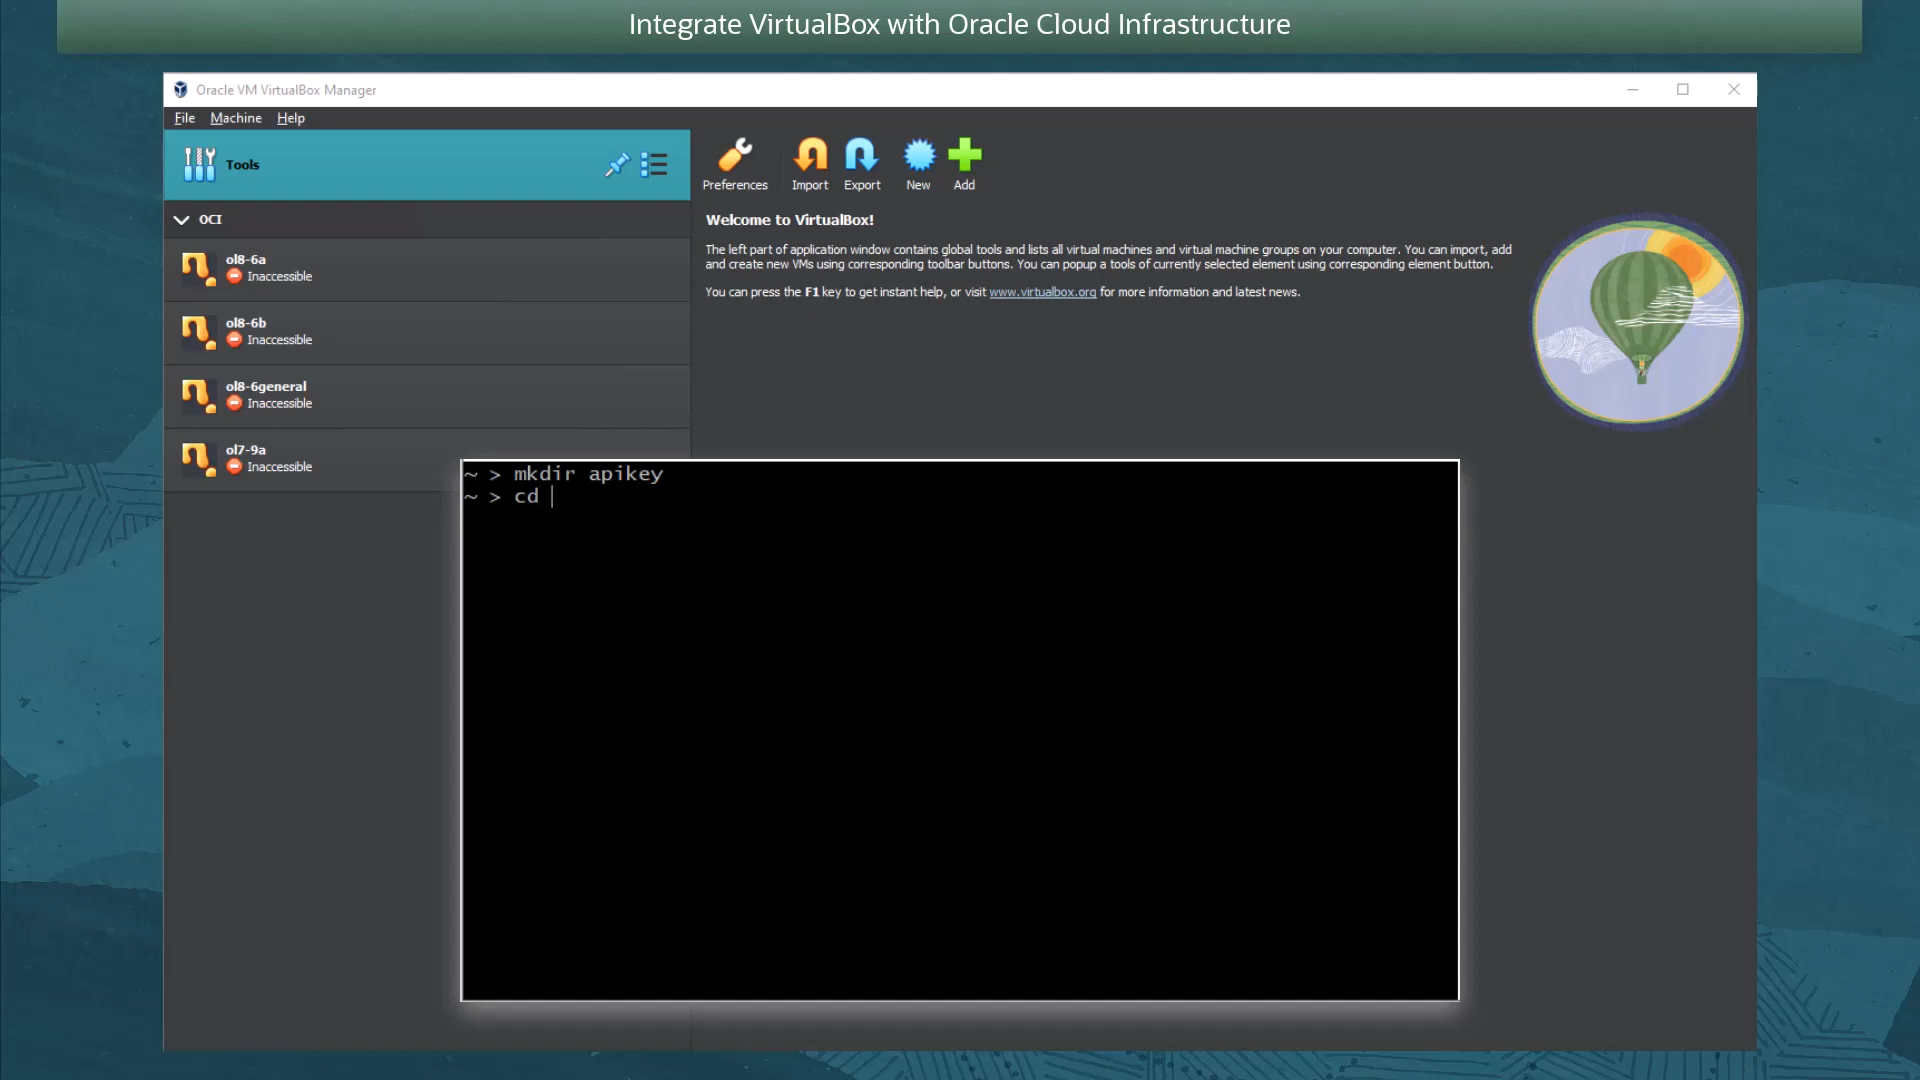 Integrate VirtualBox with Oracle Cloud Infrastructure
Oracle VM VirtualBox Manager
File Machine Help
Tools
Preferences Import Export New Add
OCI
ol8-6a
Inaccessible
ol8-6b
Inaccessible
ol8-6general
Inaccessible
ol7-9a
Inaccessible
Welcome to VirtualBox!
The left part of application window contains global tools and lists all virtual machines and virtual machine groups on your computer. You can import, add
and create new VMs using corresponding toolbar buttons. You can popup a tools of currently selected element using corresponding element button.
You can press the F1 key to get instant help, or visit www.virtualbox.org for more information and latest news.
~ > mkdir apikey
~ > cd